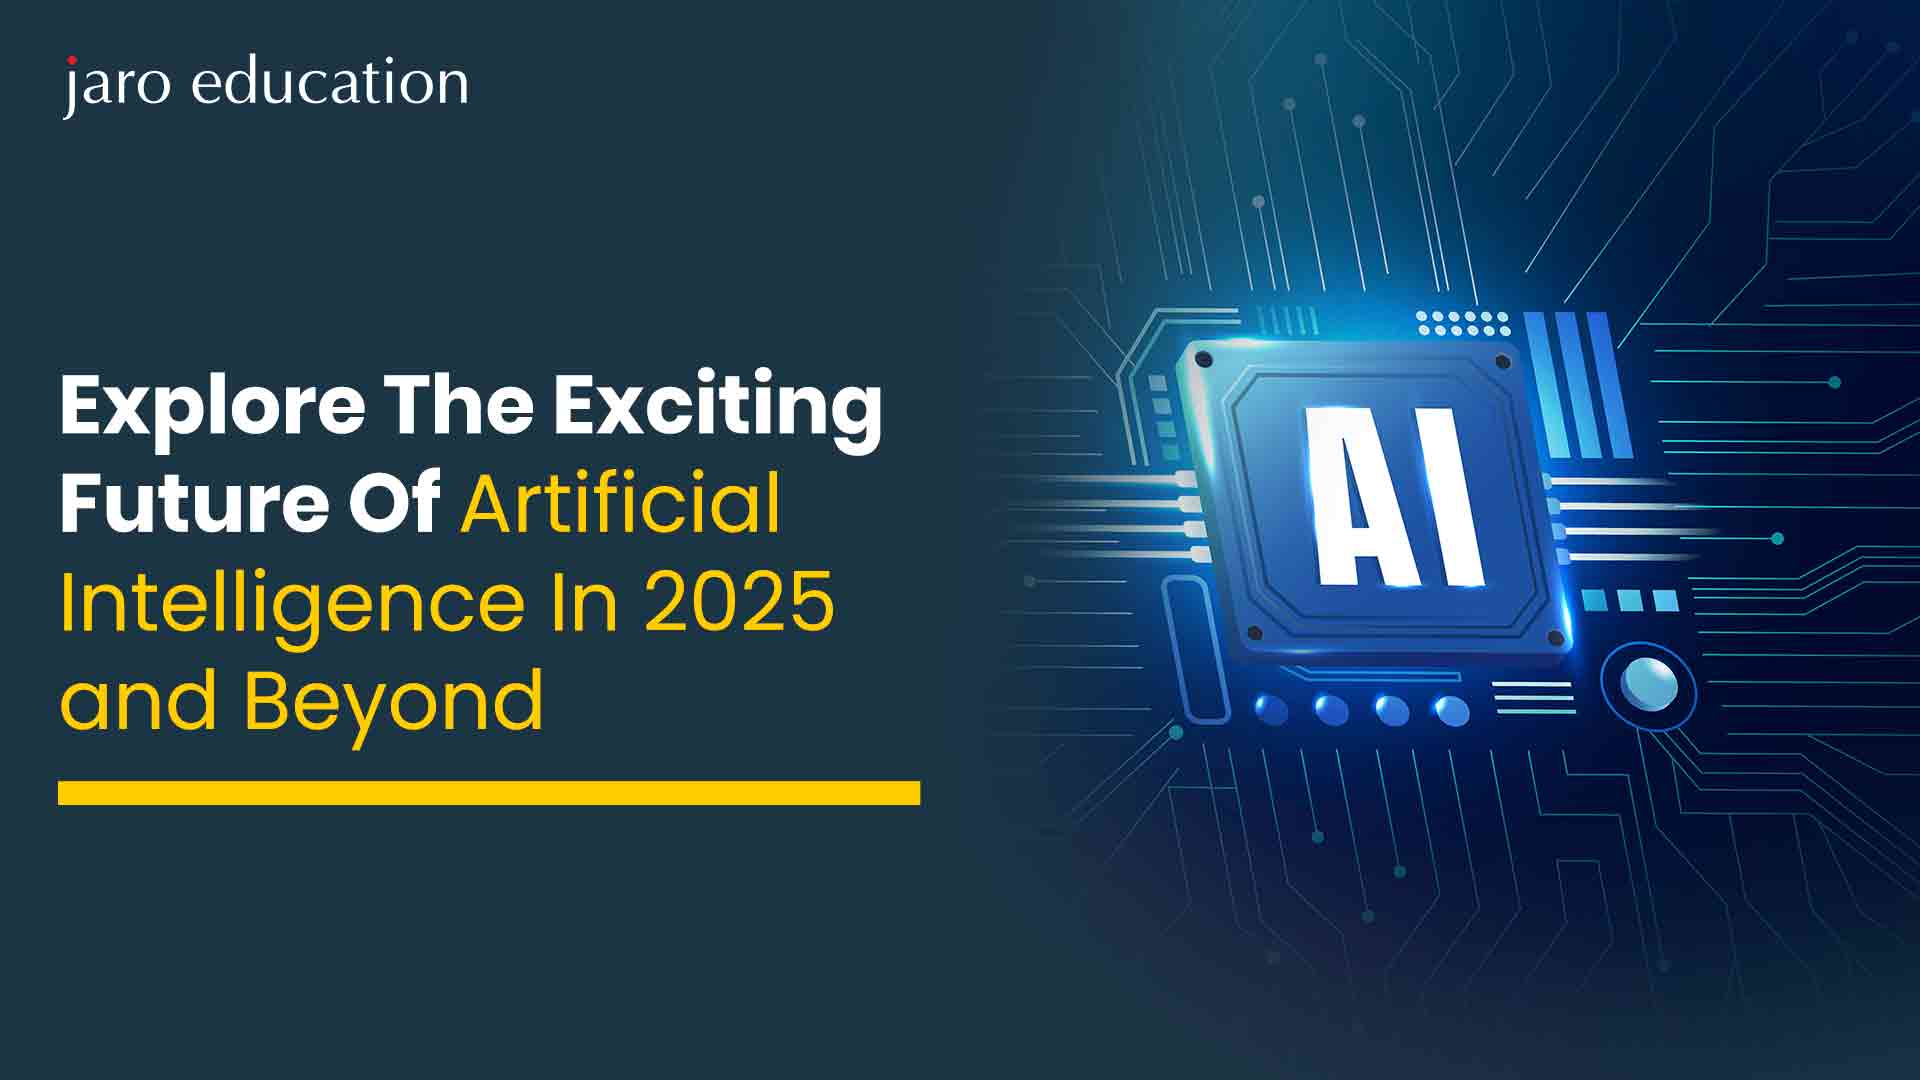 jaro education
Explore The Exciting
Future Of Artificial
Intelligence In 2025
and Beyond
AI